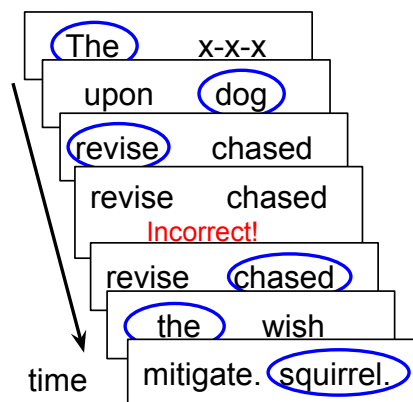 The x-x-x
upon dog
revise chased
revise chased
Incorrect!
revise chased
the wish
mitigate. squirrel.
time